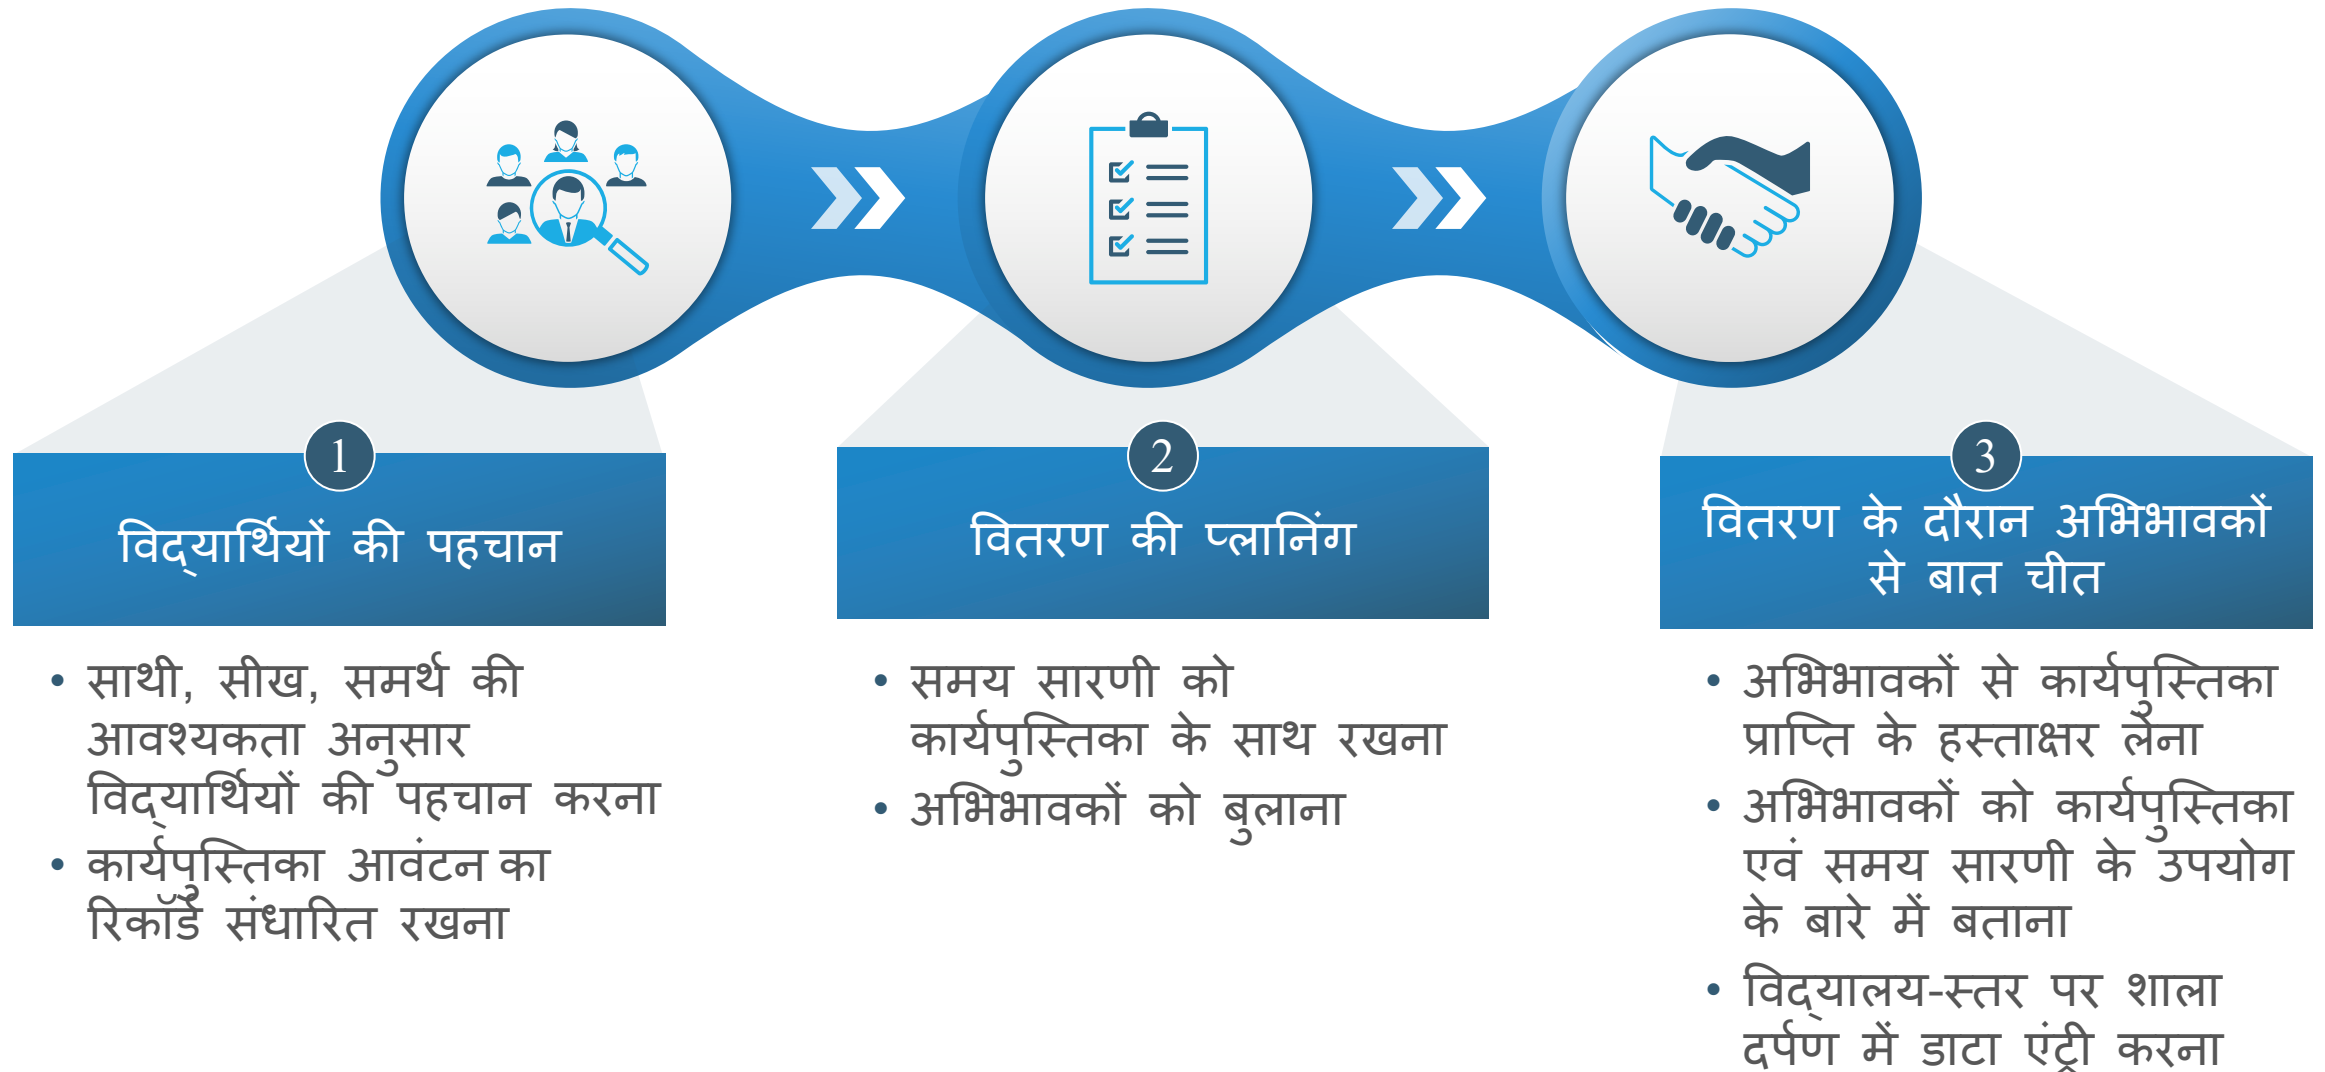 1
विद्यार्थियों की पहचान
• साथी, सीख, समर्थ की
आवश्यकता अनुसार
विद्यार्थियों की पहचान करना
• कार्यपुस्तिका आवंटन का
रिकॉर्ड संधारित रखना
2
वितरण की प्लानिंग
• समय सारणी को
कार्यपुस्तिका के साथ रखना
• अभिभावकों को बुलाना
3
वितरण के दौरान अभिभावकों
से बात चीत
• अभिभावकों से कार्यपुस्तिका
प्राप्ति के हस्ताक्षर लेना
• अभिभावकों को कार्यपुस्तिका
एवं समय सारणी के उपयोग
के बारे में बताना
• विद्यालय-स्तर पर शाला
दर्पण में डाटा एंट्री करना